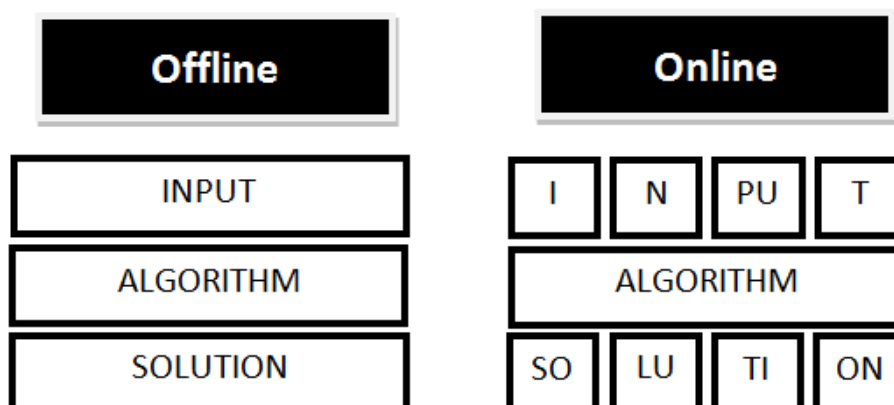 Offline
INPUT
ALGORITHM
SOLUTION
Online
I N PU T
ALGORITHM
SO LU TI ON